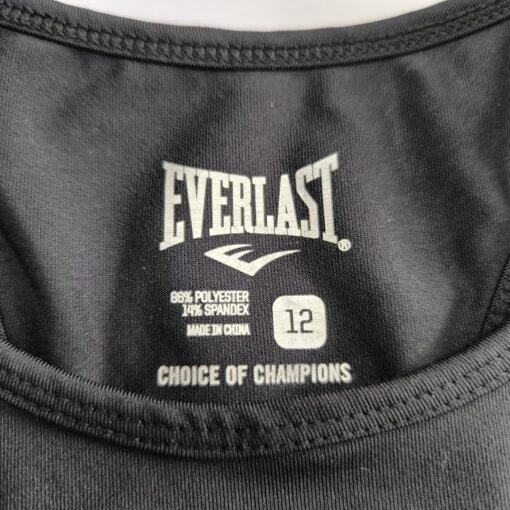 EVERLAST®
86% POLYESTER
14% SPANDEX
MADE IN CHINA
12
CHOICE OF CHAMPIONS